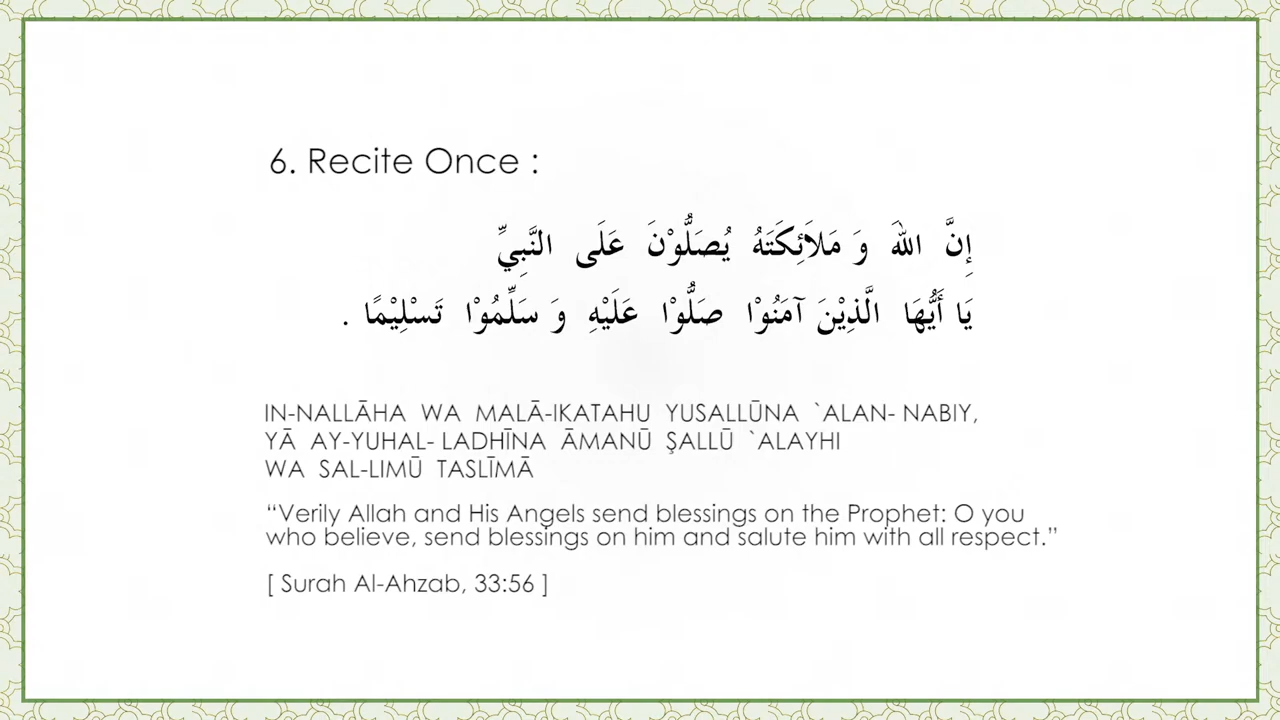 6. Recite Once :
إِنَّ اللهَ وَ مَلاَئِكَتَهُ يُصَلُّوْنَ عَلَى النَّبِيِّ
يَا أَيُّهَا الَّذِيْنَ آمَنُوْا صَلُّوْا عَلَيْهِ وَ سَلِّمُوْا تَسْلِيْمًا .
IN-NALLĀHA WA MALĀ-IKATAHU YUSALLŪNA `ALAN- NABIY,
YĀ AY-YUHAL- LADHĪNA ĀMANŪ ŞALLŪ `ALAYHI
WA SAL-LIMŪ TASLĪMĀ
“Verily Allah and His Angels send blessings on the Prophet: O you
who believe, send blessings on him and salute him with all respect.”
[ Surah Al-Ahzab, 33:56 ]